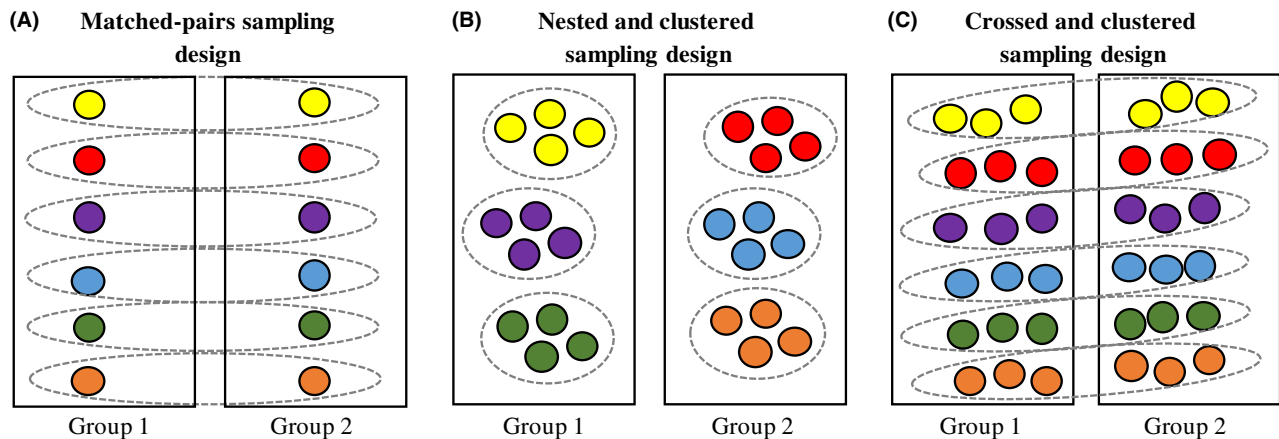 (A) Matched-pairs sampling
design
Group 1 Group 2
(B) Nested and clustered
sampling design
Group 1 Group 2
(C) Crossed and clustered
sampling design
Group 1 Group 2